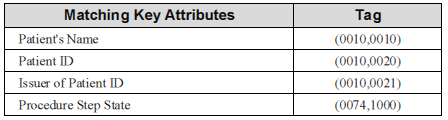 Matching Key Attributes Tag
Patient's Name (0010,0010)
Patient ID (0010,0020)
Issuer of Patient ID (0010,0021)
Procedure Step State (0074,1000)